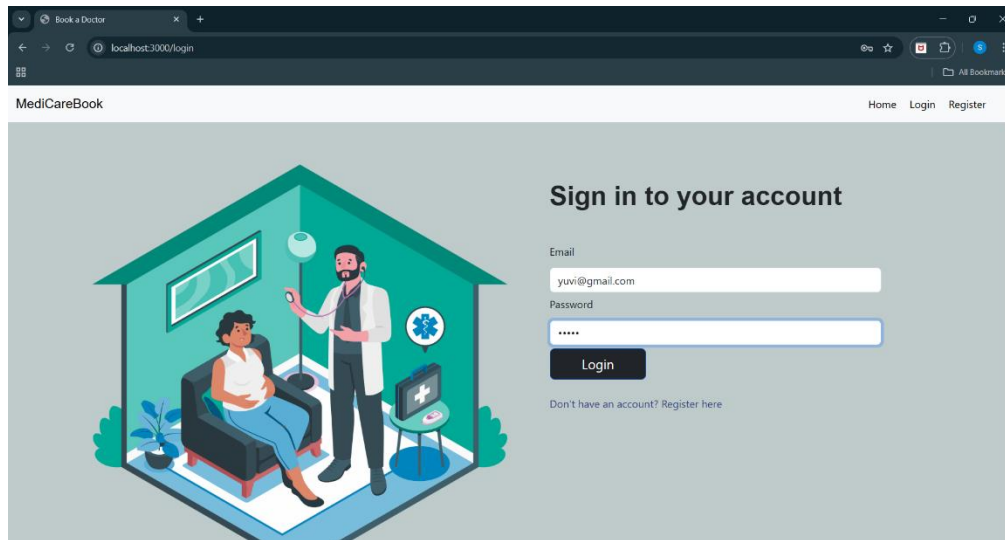 Book a Doctor
localhost:3000/login
S
All Bookmarks
MediCareBook
Home Login Register
Sign in to your account
Email
yuvi@gmail.com
Password
•••••
Login
Don't have an account? Register here